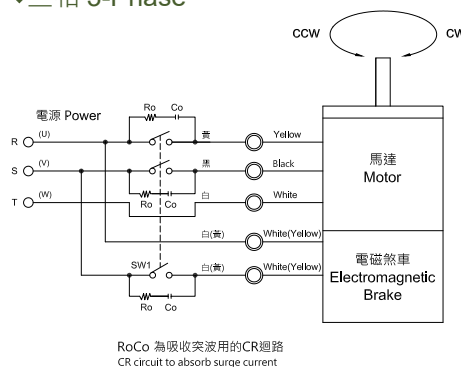 三相 3-Phase
CCW
CW
Ro Co
電源 Power
R (U) 黃 Yellow
S (V) 黑 Black
T (W) 白 White
Ro Co
馬達
Motor
白(黃) White(Yellow)
SW1 白(黃) White(Yellow)
Ro Co
電磁煞車
Electromagnetic
Brake
RoCo 為吸收突波用的CR迴路
CR circuit to absorb surge current